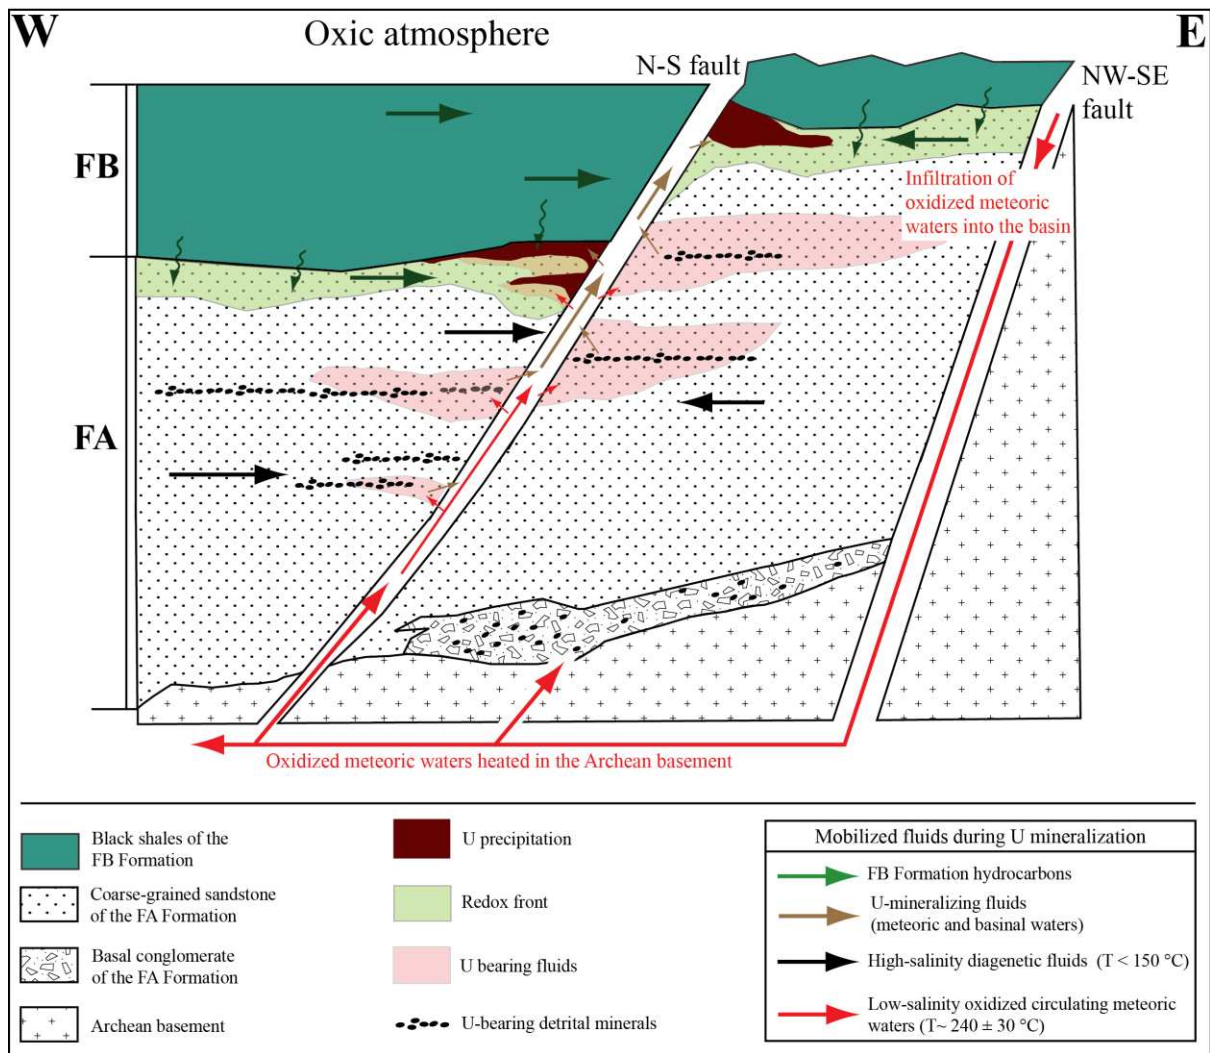 W
Oxic atmosphere
E
N-S fault
NW-SE
fault
FB
Infiltration of
oxidized meteoric
waters into the basin
FA
Oxidized meteoric waters heated in the Archean basement
Black shales of the
FB Formation
Coarse-grained sandstone
of the FA Formation
Basal conglomerate
of the FA Formation
Archean basement
U precipitation
Redox front
U bearing fluids
U-bearing detrital minerals
Mobilized fluids during U mineralization
FB Formation hydrocarbons
U-mineralizing fluids
(meteoric and basinal waters)
High-salinity diagenetic fluids (T < 150 °C)
Low-salinity oxidized circulating meteoric
waters (T~ 240 ± 30 °C)